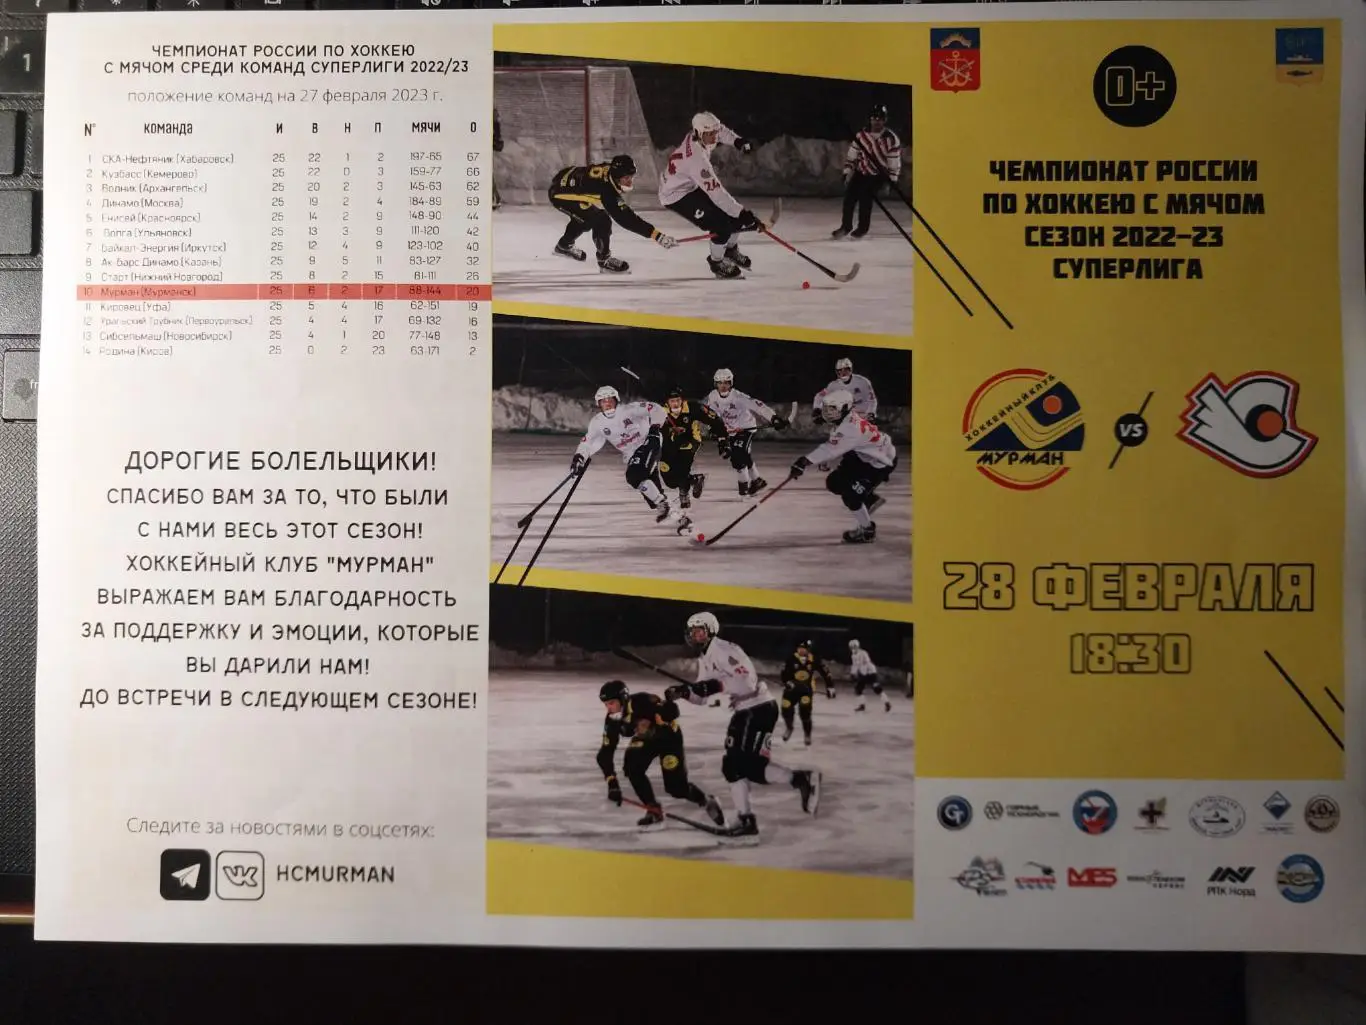 ЧЕМПИОНАТ РОССИИ ПО ХОККЕЮ
С МЯЧОМ СРЕДИ КОМАНД СУПЕРЛИГИ 2022/23
положение команд на 27 февраля 2023 г.
№ КОМАНДА И В Н П МЯЧИ О
1 СКА-Нефтяник (Хабаровск) 25 22 1 2 197-65 67
2 Кузбасс (Кемерово) 25 22 0 3 159-77 66
3 Водник (Архангельск) 25 20 2 3 145-63 62
4 Динамо (Москва) 25 19 2 4 184-89 59
5 Енисей (Красноярск) 25 14 2 9 148-90 44
6 Волга (Ульяновск) 25 13 3 9 111-120 42
7 Байкал-Энергия (Иркутск) 25 12 4 9 123-102 40
8 Ак-Барс Динамо (Казань) 25 9 5 11 83-127 32
9 Старт (Нижний Новгород) 25 8 2 15 81-111 26
10 Мурман (Мурманск) 25 6 2 17 88-144 20
11 Кировец (Уфа) 25 5 4 16 62-151 19
12 Уральский Трубник (Первоуральск) 25 4 4 17 69-132 16
13 Сибсельмаш (Новосибирск) 25 4 1 20 77-148 13
14 Родина (Киров) 25 0 2 23 63-171 2
ДОРОГИЕ БОЛЕЛЬЩИКИ!
СПАСИБО ВАМ ЗА ТО, ЧТО БЫЛИ
С НАМИ ВЕСЬ ЭТОТ СЕЗОН!
ХОККЕЙНЫЙ КЛУБ "МУРМАН"
ВЫРАЖАЕМ ВАМ БЛАГОДАРНОСТЬ
ЗА ПОДДЕРЖКУ И ЭМОЦИИ, КОТОРЫЕ
ВЫ ДАРИЛИ НАМ!
ДО ВСТРЕЧИ В СЛЕДУЮЩЕМ СЕЗОНЕ!
Следите за новостями в соцсетях:
HCMURMAN
0+
ЧЕМПИОНАТ РОССИИ
ПО ХОККЕЮ С МЯЧОМ
СЕЗОН 2022-23
СУПЕРЛИГА
ХОККЕЙНЫЙ КЛУБ
МУРМАН
VS
28 ФЕВРАЛЯ
18:30
ГОРНЫЕ ТЕХНОЛОГИИ
МЕБ
РПК Норд